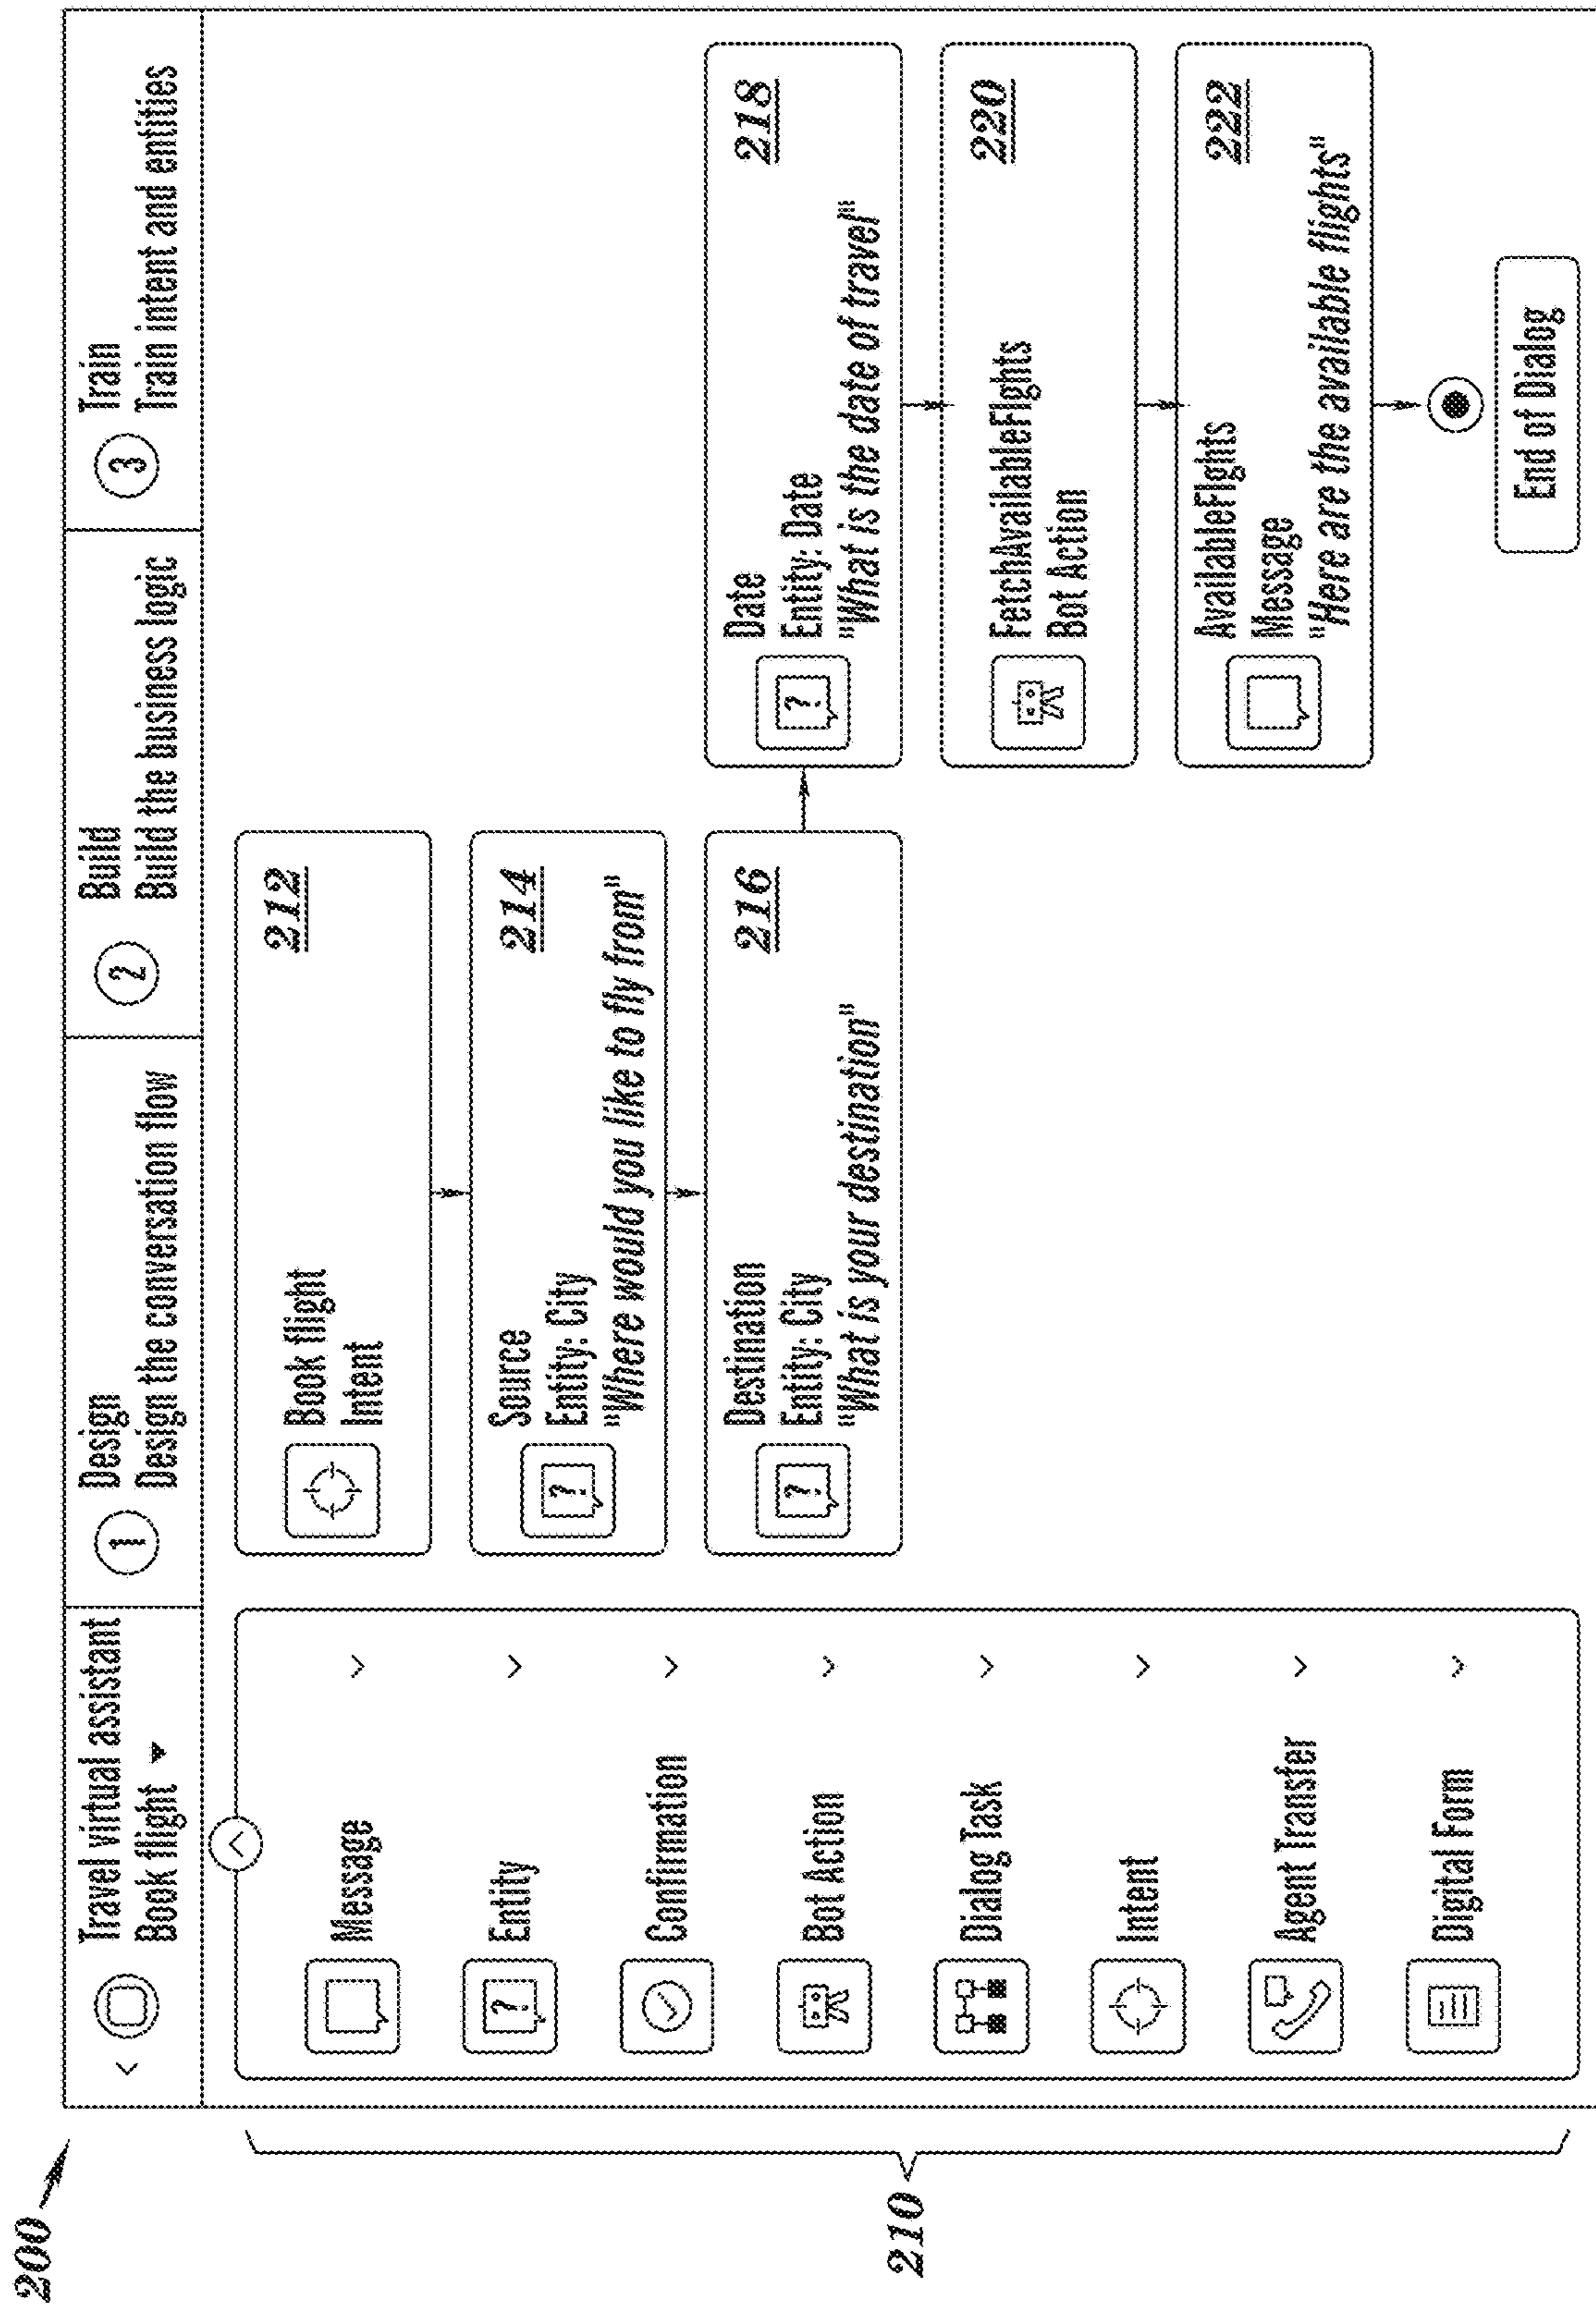 200
Travel virtual assistant
Book flight
1
Design
Design the conversation flow
2
Build
Build the business logic
3
Train
Train intent and entities
210
Message
Entity
Confirmation
Bot Action
Dialog Task
Intent
Agent Transfer
Digital Form
Book flight
Intent
212
Source
Entity: City
"Where would you like to fly from"
214
Destination
Entity: City
"What is your destination"
216
Date
Entity: Date
"What is the date of travel"
218
FetchAvailableFlghts
Bot Action
220
AvailableFlghts
Message
"Here are the available flights"
222
End of Dialog